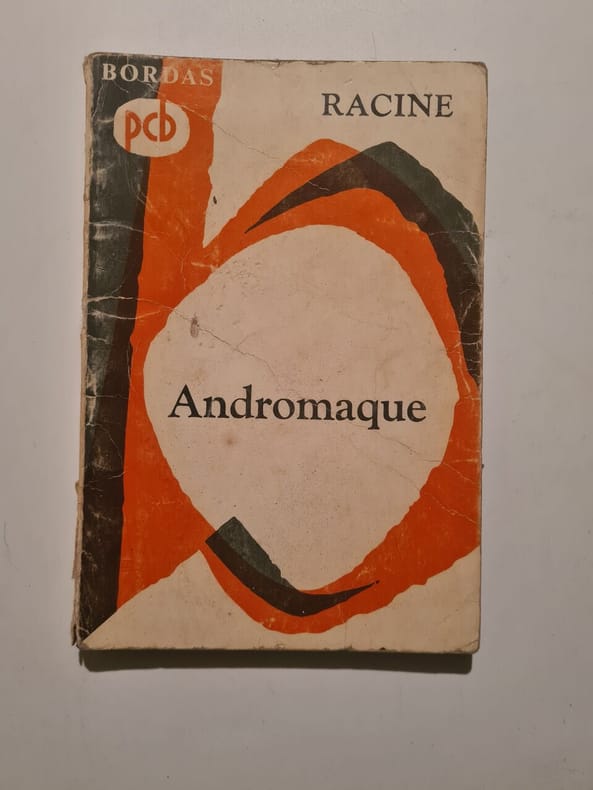 BORDAS
pcb
RACINE
Andromaque